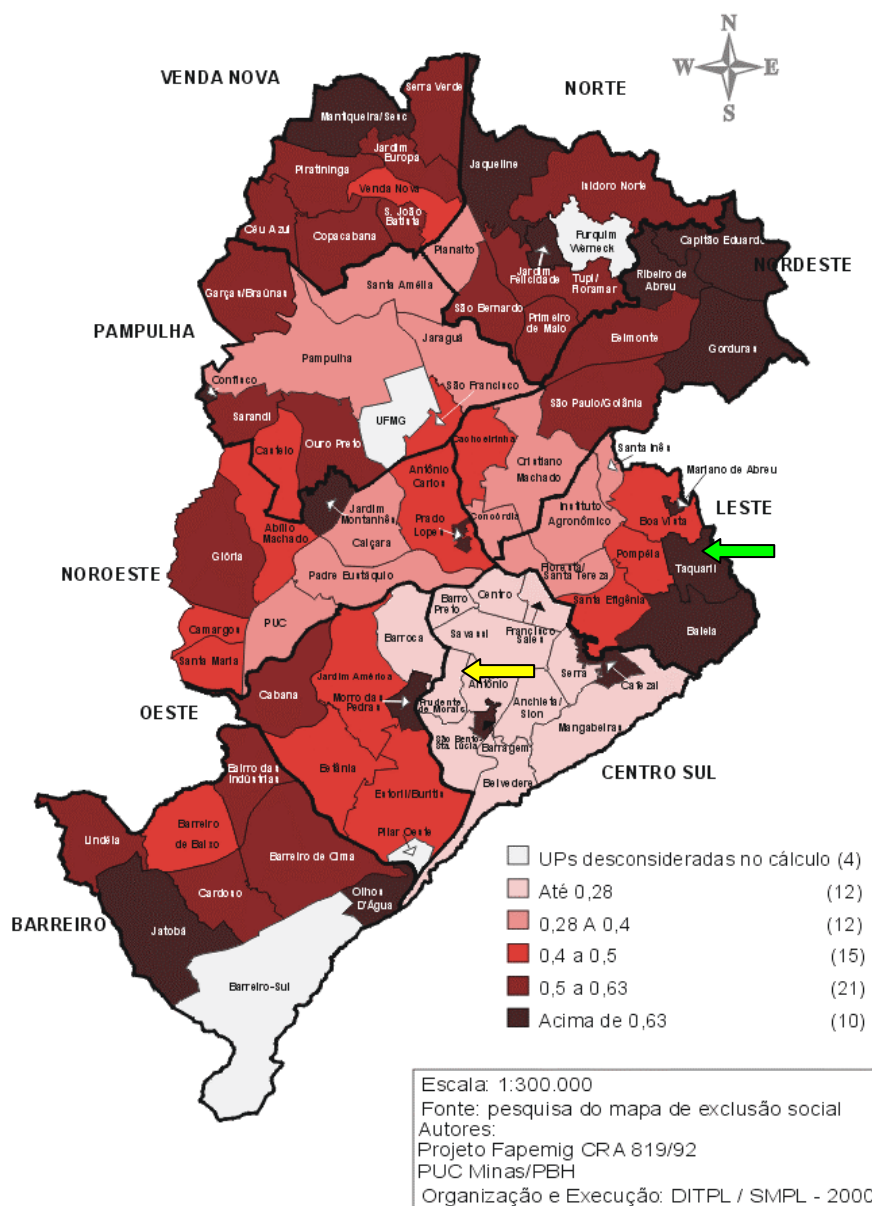 N
W E
S
VENDA NOVA
NORTE
Serra Verde
Mantiqueira/Sesc
Jardim
Europa
Jaqueline
Piratininga
Isidoro Norte
Venda Nova
S. João
Batista
Céu Azul
Copacabana
Furquim
Werneck
Planalto
Capitão Eduardo
NORDESTE
Jardim
Felicidade
Ribeiro de
Abreu
Tupi/
Floramar
Santa Amélia
Garças/Braúnas
São Bernardo
Primeiro
de Maio
PAMPULHA
Jaraguá
Belmonte
Gorduras
Pampulha
Confisco
São Francisco
São Paulo/Goiânia
Sarandi
UFMG
Ouro Preto
Castelo
Cachoeirinha
Santa Inês
Cristiano
Machado
Antônio
Carlos
Mariano de Abreu
LESTE
Jardim
Montanhês
Instituto
Agronômico
Abílio
Machado
Prado
Lopes
Concórdia
Boa Vista
Caiçara
Glória
Pompéia
Taquaril
NOROESTE
Padre Eustáquio
Floresta/
Santa Tereza
Barro
Preto
Centro
Santa Efigênia
Camargos
PUC
Francisco
Sales
Baleia
Barroca
Savassi
Santa Maria
Serra
Jardim América
Cafezal
Cabana
Antônio
Morro das
Pedras
Prudente
de Morais
Anchieta/
Sion
OESTE
Mangabeiras
São Bento
Sta. Lúcia
Barragem
Betânia
Belvedere
CENTRO SUL
Bairro das
Indústrias
Estoril/Buritis
Barreiro
de Baixo
Pilar Oeste
Lindéia
Barreiro de Cima
Cardoso
Olhos
D'Água
BARREIRO
Jatobá
Barreiro-Sul
UPs desconsideradas no cálculo (4)
Até 0,28 (12)
0,28 A 0,4 (12)
0,4 a 0,5 (15)
0,5 a 0,63 (21)
Acima de 0,63 (10)
Escala: 1:300.000
Fonte: pesquisa do mapa de exclusão social
Autores:
Projeto Fapemig CRA 819/92
PUC Minas/PBH
Organização e Execução: DITPL / SMPL - 2000